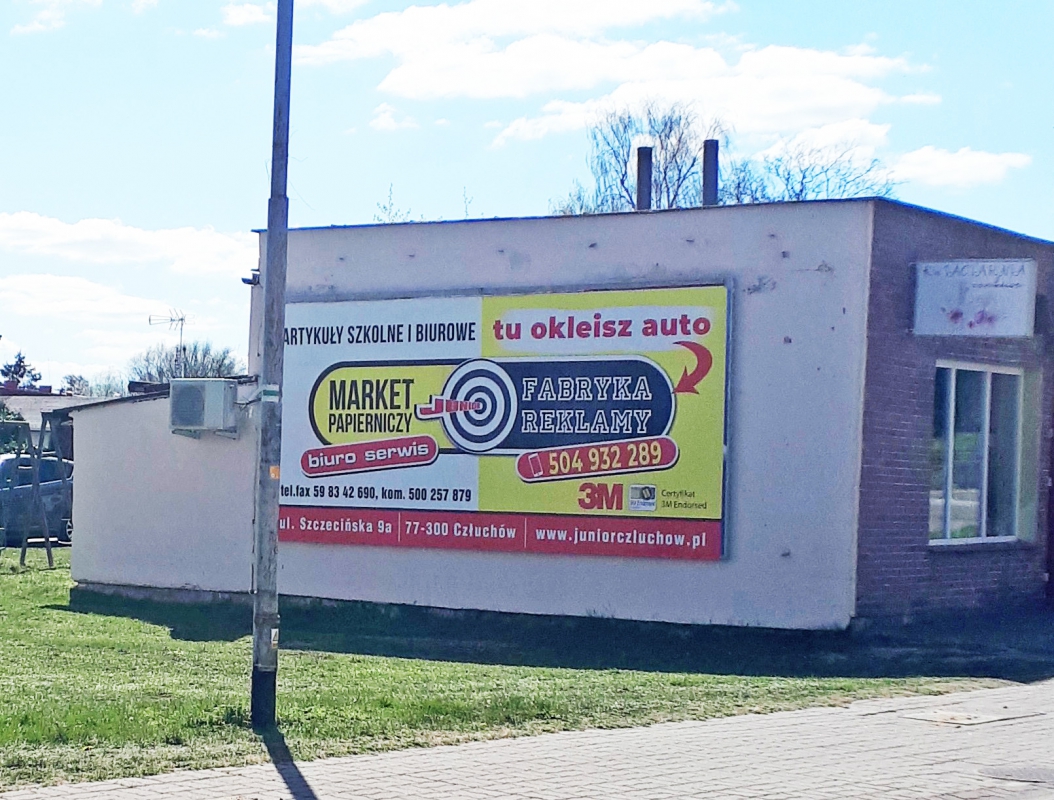 ARTYKUŁY SZKOLNE I BIUROWE
tu okleisz auto
MARKET
PAPIERNICZY
JUNIOR
FABRYKA
REKLAMY
biuro serwis
504 932 289
tel.fax 59 83 42 690, kom. 500 257 879
3M
Certyfikat
3M Endorsed
ul. Szczecińska 9a
77-300 Człuchów
www.juniorczluchow.pl
KWIACIARNIA